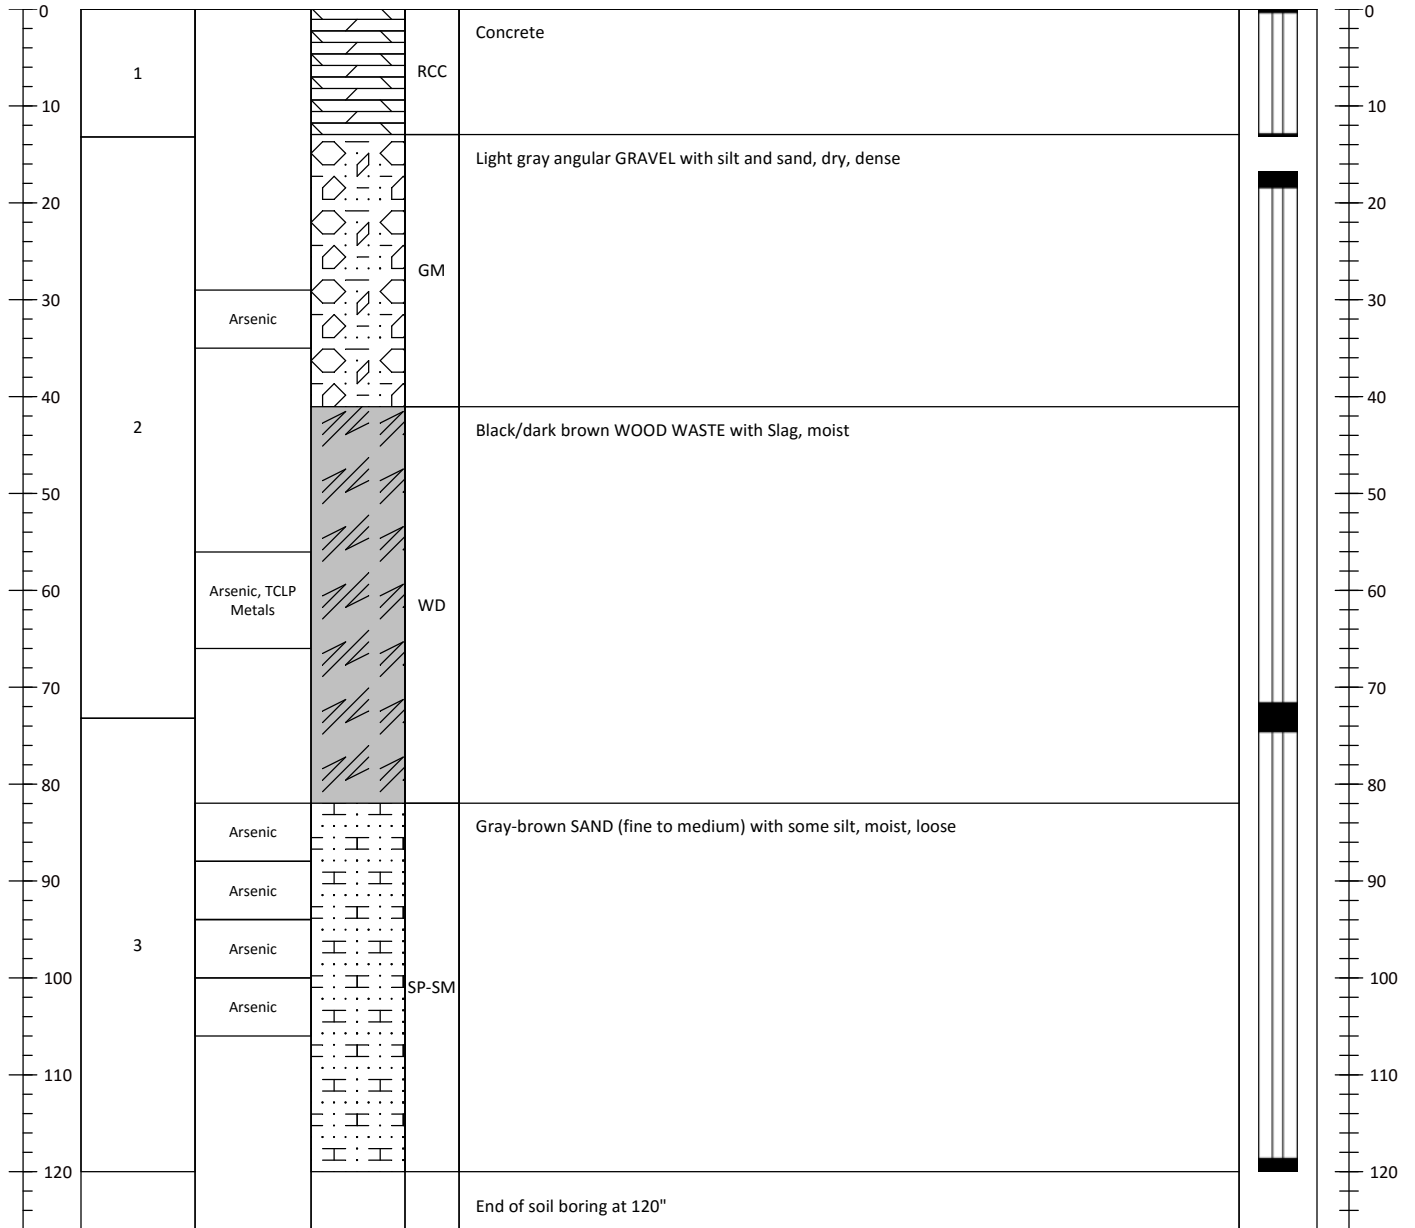 0
0
Concrete
1
RCC
10
10
Light gray angular GRAVEL with silt and sand, dry, dense
20
20
GM
30
30
Arsenic
40
40
2
Black/dark brown WOOD WASTE with Slag, moist
50
50
Arsenic, TCLP
Metals
60
60
WD
70
70
80
80
Arsenic
Gray-brown SAND (fine to medium) with some silt, moist, loose
90
90
Arsenic
3
Arsenic
100
100
SP-SM
Arsenic
110
110
120
120
End of soil boring at 120"